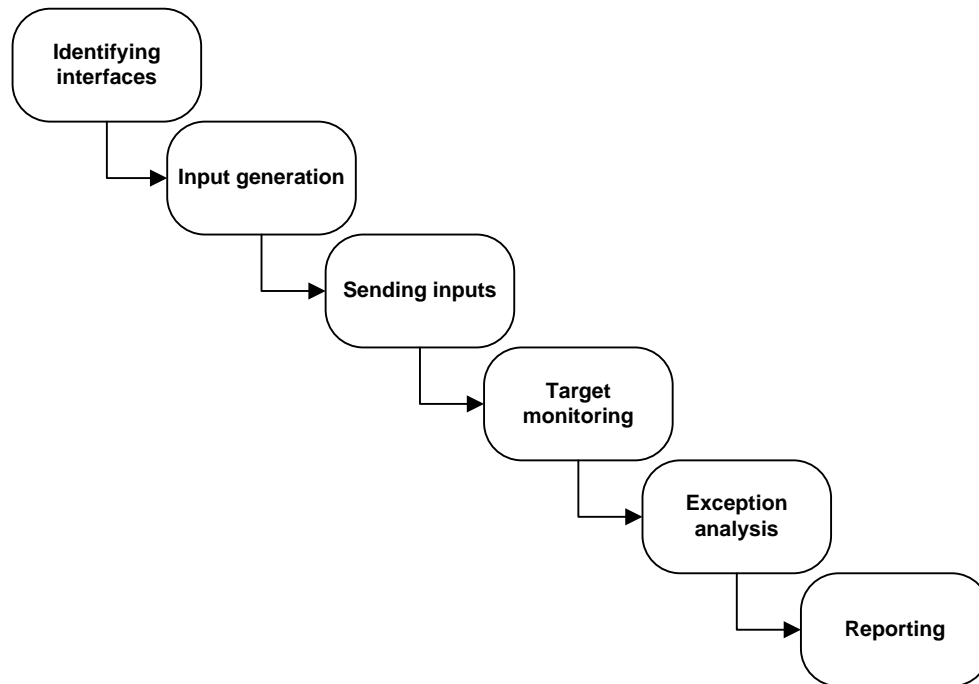 Identifying
interfaces
Input generation
Sending inputs
Target
monitoring
Exception
analysis
Reporting